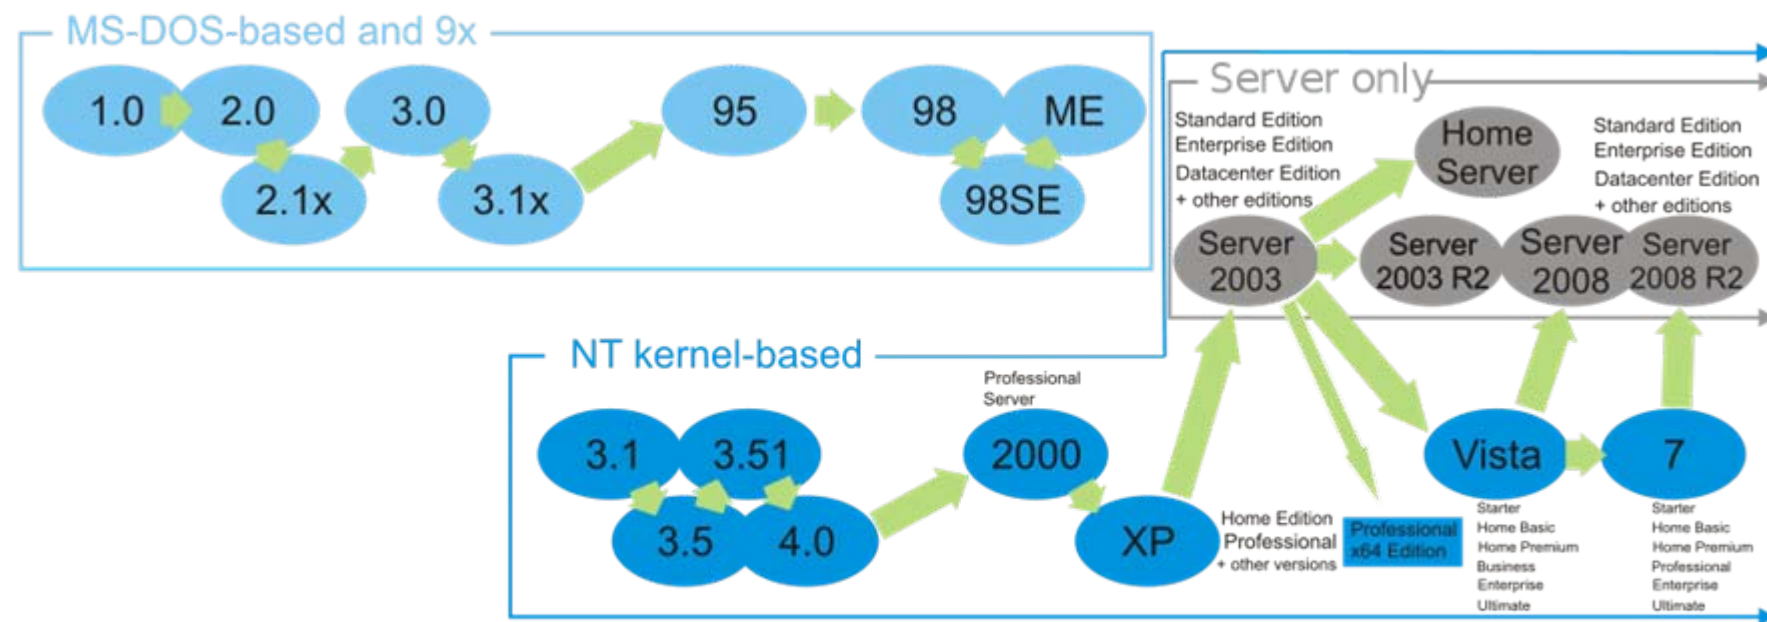 MS-DOS-based and 9x
1.0
2.0
3.0
95
98
ME
2.1x
3.1x
98SE
Server only
Standard Edition
Enterprise Edition
Datacenter Edition
+ other editions
Home
Server
Standard Edition
Enterprise Edition
Datacenter Edition
+ other editions
Server
2003
Server
2003 R2
Server
2008
Server
2008 R2
NT kernel-based
3.1
3.51
3.5
4.0
Professional
Server
2000
XP
Home Edition
Professional
+ other versions
Professional
x64 Edition
Vista
Starter
Home Basic
Home Premium
Business
Enterprise
Ultimate
7
Starter
Home Basic
Home Premium
Professional
Enterprise
Ultimate